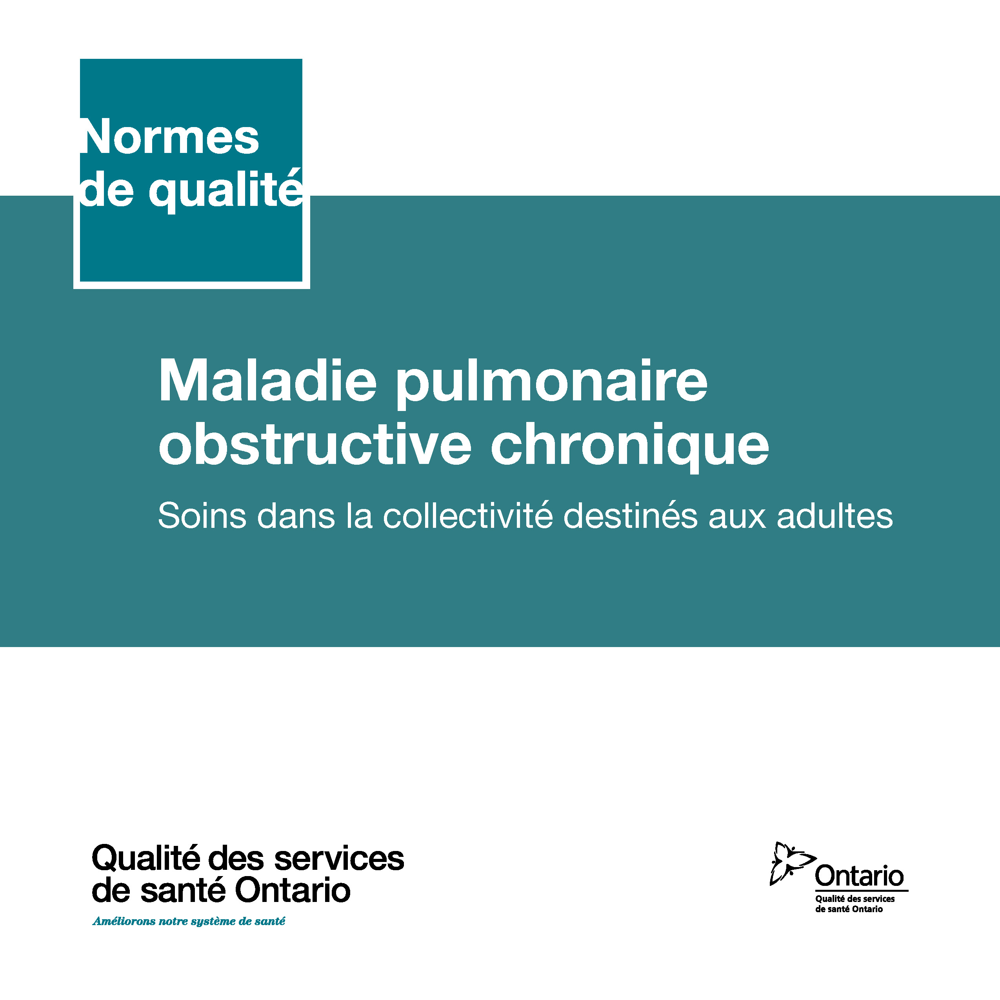 Normes
de qualité
Maladie pulmonaire
obstructive chronique
Soins dans la collectivité destinés aux adultes
Qualité des services
de santé Ontario
Améliorons notre système de santé
Ontario
Qualité des services
de santé Ontario